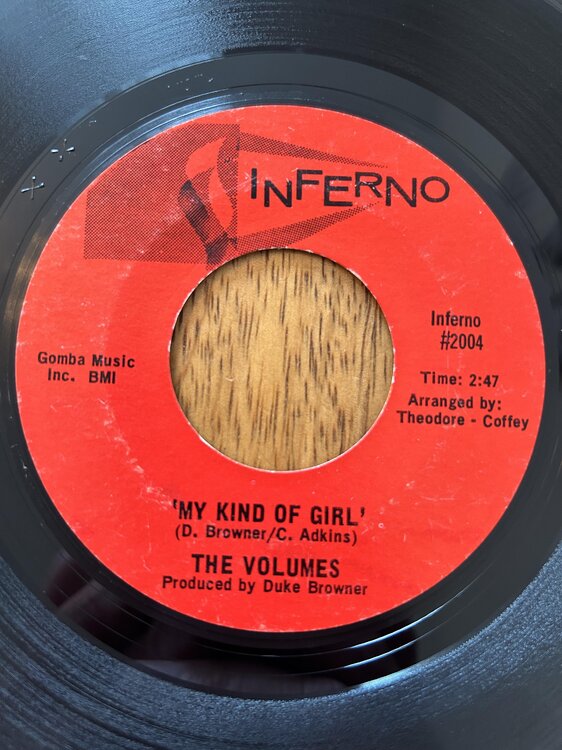 INFERNO
Inferno
#2004
Gomba Music
Inc. BMI
Time: 2:47
Arranged by:
Theodore - Coffey
'MY KIND OF GIRL'
(D. Browner/C. Adkins)
THE VOLUMES
Produced by Duke Browner